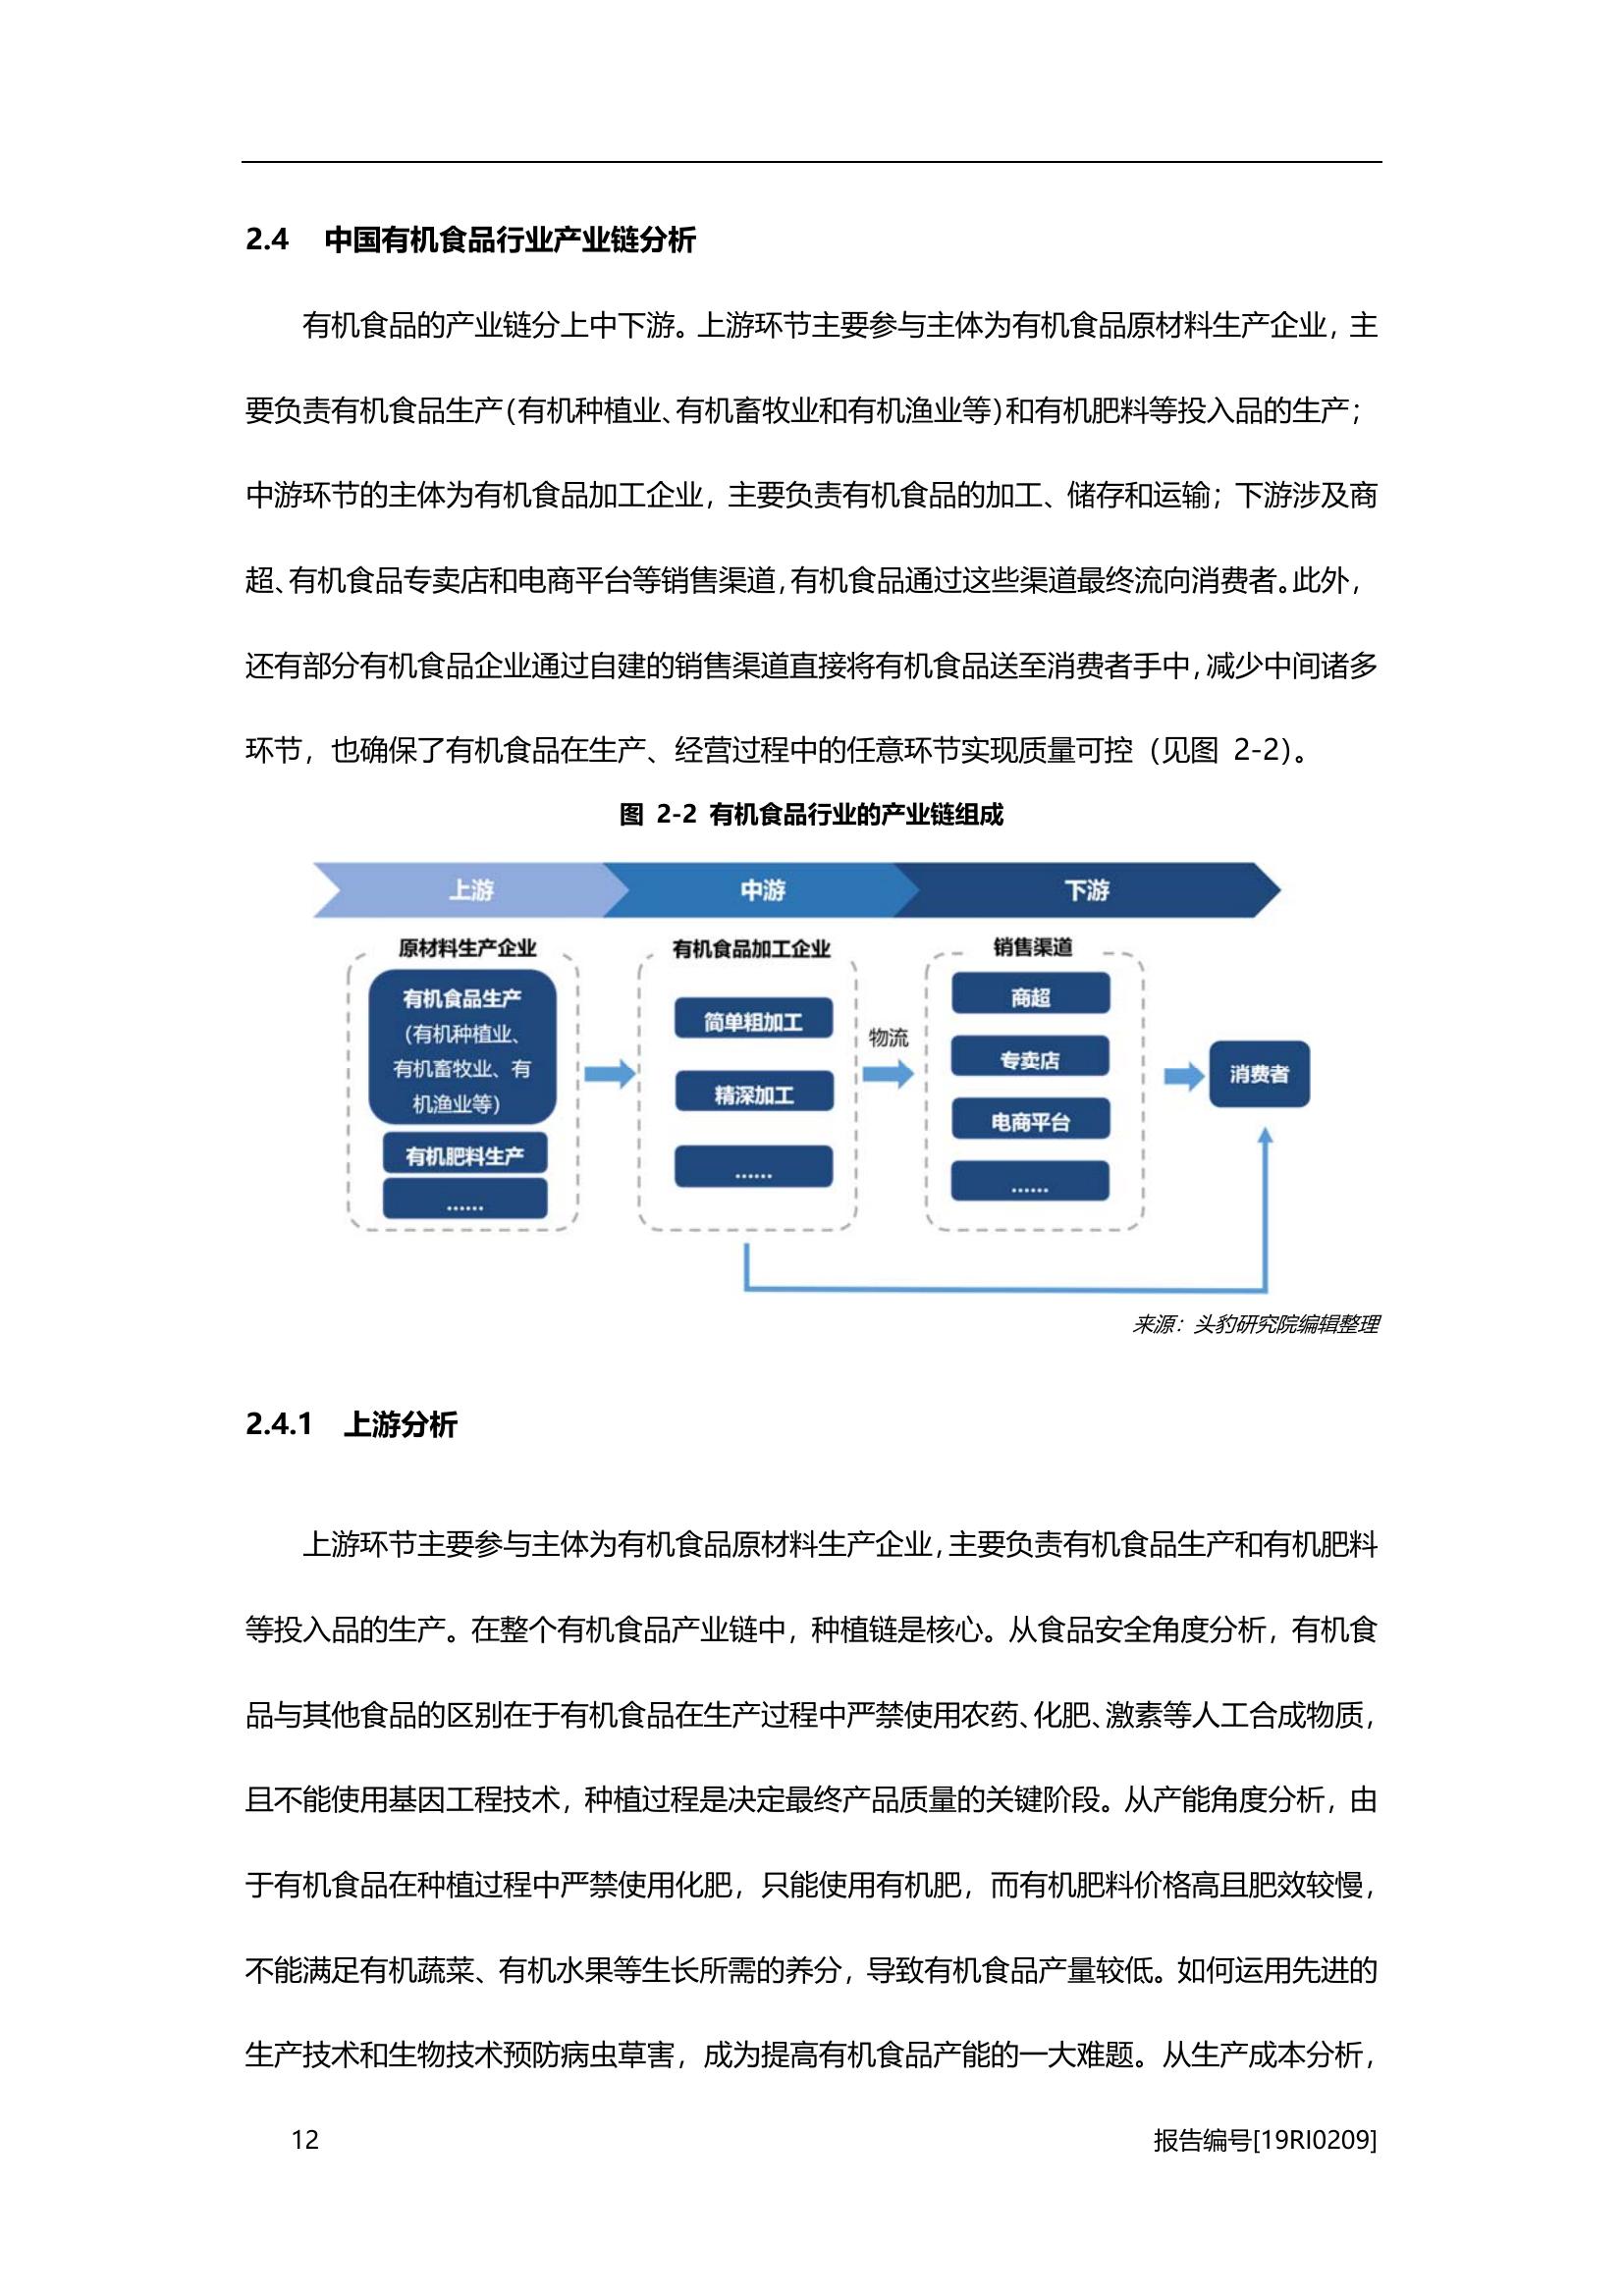 2.4 中国有机食品行业产业链分析
有机食品的产业链分上中下游。上游环节主要参与主体为有机食品原材料生产企业，主
要负责有机食品生产（有机种植业、有机畜牧业和有机渔业等）和有机肥料等投入品的生产；
中游环节的主体为有机食品加工企业，主要负责有机食品的加工、储存和运输；下游涉及商
超、有机食品专卖店和电商平台等销售渠道，有机食品通过这些渠道最终流向消费者。此外，
还有部分有机食品企业通过自建的销售渠道直接将有机食品送至消费者手中，减少中间诸多
环节，也确保了有机食品在生产、经营过程中的任意环节实现质量可控（见图 2-2）。
图 2-2 有机食品行业的产业链组成
上游
中游
下游
原材料生产企业
有机食品生产
（有机种植业、
有机畜牧业、有
机渔业等）
有机肥料生产
……
有机食品加工企业
简单粗加工
精深加工
……
物流
销售渠道
商超
专卖店
电商平台
……
消费者
来源：头豹研究院编辑整理
2.4.1 上游分析
上游环节主要参与主体为有机食品原材料生产企业，主要负责有机食品生产和有机肥料
等投入品的生产。在整个有机食品产业链中，种植链是核心。从食品安全角度分析，有机食
品与其他食品的区别在于有机食品在生产过程中严禁使用农药、化肥、激素等人工合成物质，
且不能使用基因工程技术，种植过程是决定最终产品质量的关键阶段。从产能角度分析，由
于有机食品在种植过程中严禁使用化肥，只能使用有机肥，而有机肥料价格高且肥效较慢，
不能满足有机蔬菜、有机水果等生长所需的养分，导致有机食品产量较低。如何运用先进的
生产技术和生物技术预防病虫草害，成为提高有机食品产能的一大难题。从生产成本分析，
12
报告编号[19RI0209]